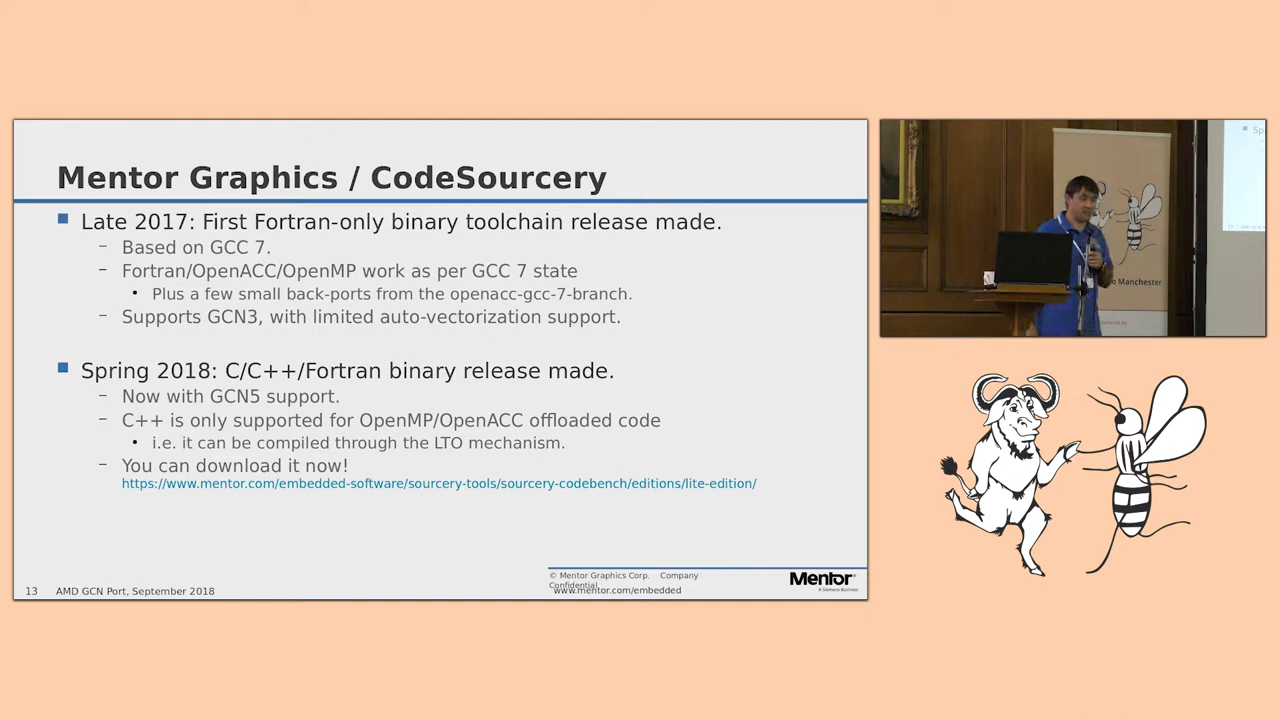 Mentor Graphics / CodeSourcery
Late 2017: First Fortran-only binary toolchain release made.
– Based on GCC 7.
– Fortran/OpenACC/OpenMP work as per GCC 7 state
• Plus a few small back-ports from the openacc-gcc-7-branch.
– Supports GCN3, with limited auto-vectorization support.
Spring 2018: C/C++/Fortran binary release made.
– Now with GCN5 support.
– C++ is only supported for OpenMP/OpenACC offloaded code
• i.e. it can be compiled through the LTO mechanism.
– You can download it now!
https://www.mentor.com/embedded-software/sourcery-tools/sourcery-codebench/editions/lite-edition/
13 AMD GCN Port, September 2018
© Mentor Graphics Corp. Company
Confidential
www.mentor.com/embedded
Mentor
A Siemens Business
Sp
Manchester